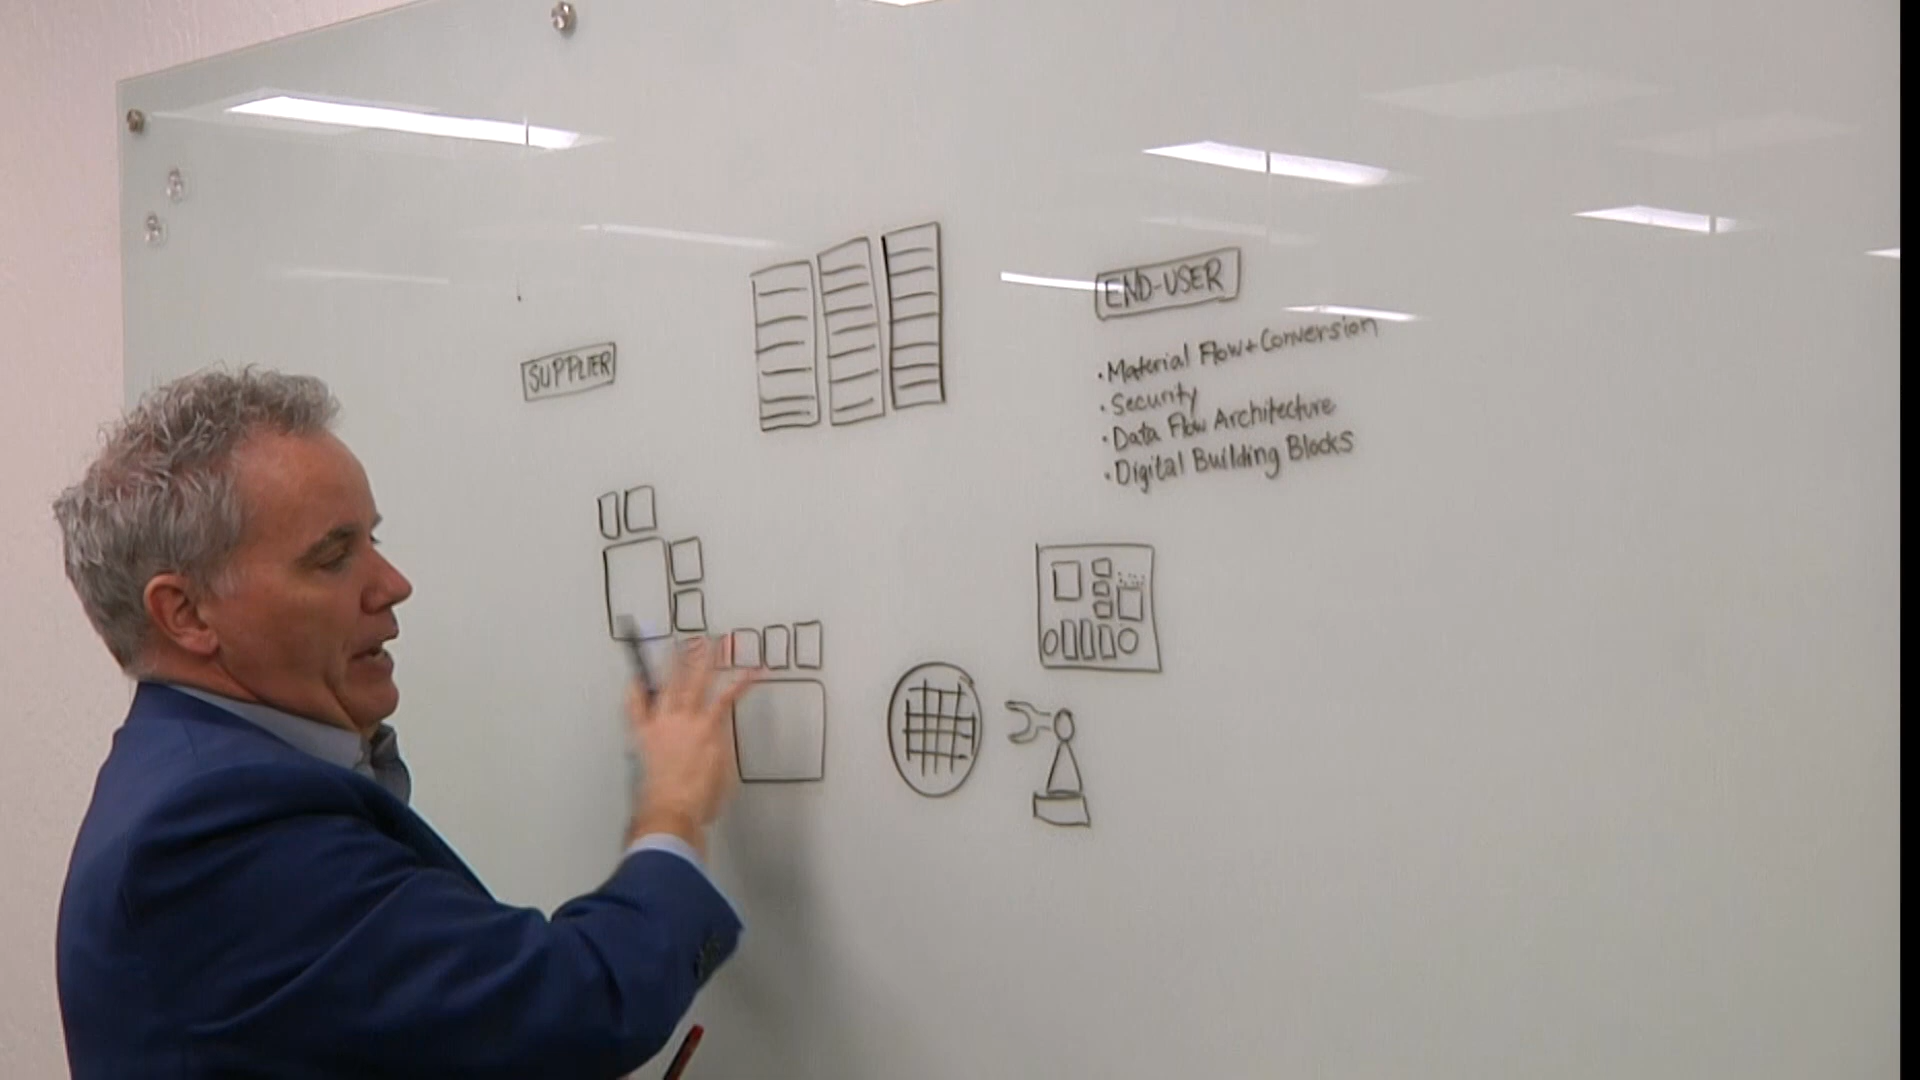 SUPPLIER
END-USER
• Material Flow + Conversion
• Security
• Data Flow Architecture
• Digital Building Blocks